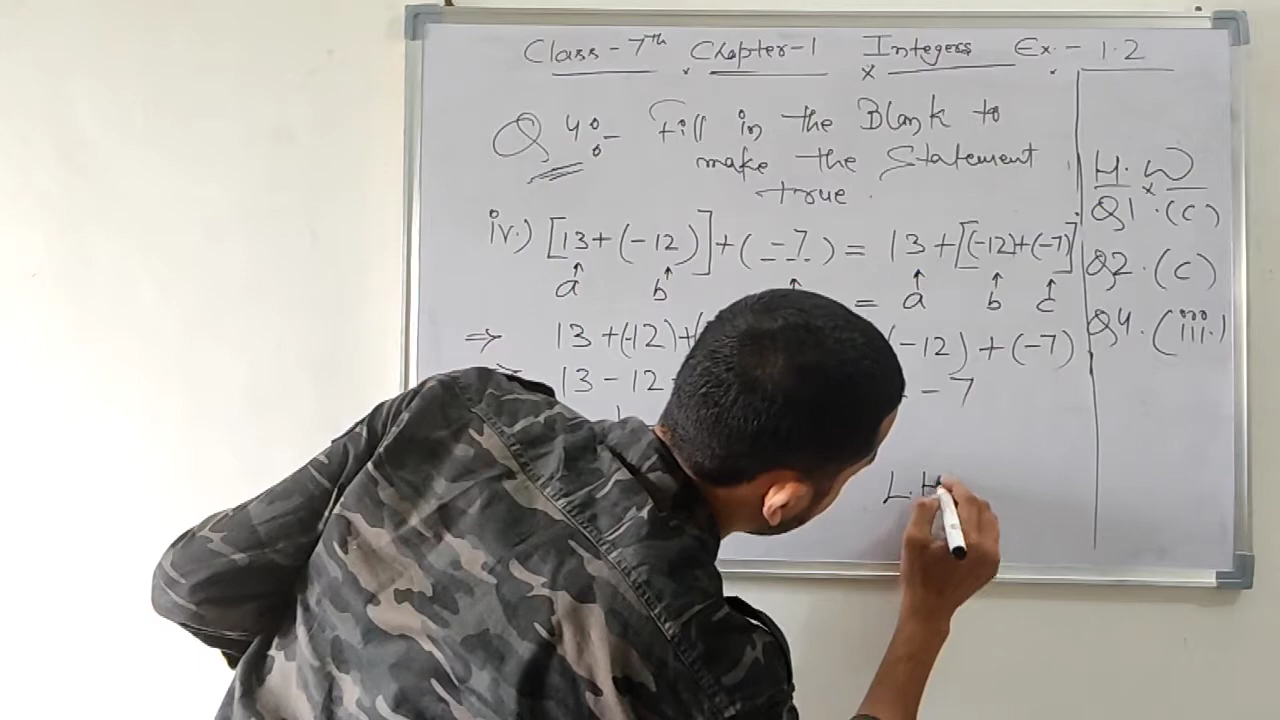 Class - 7th Chapter-1 Integers Ex. - 1.2
Q 4:- Fill in the Blank to
make the Statement
true.
iv.) [13+(-12)]+(-7) = 13+[(-12)+(-7)]
a b = a b c
⇒ 13 +(-12)+ (-12) + (-7)
13 - 12 - 7
L.H
H.W
Q1.(c)
Q2.(c)
Q4.(iii.)